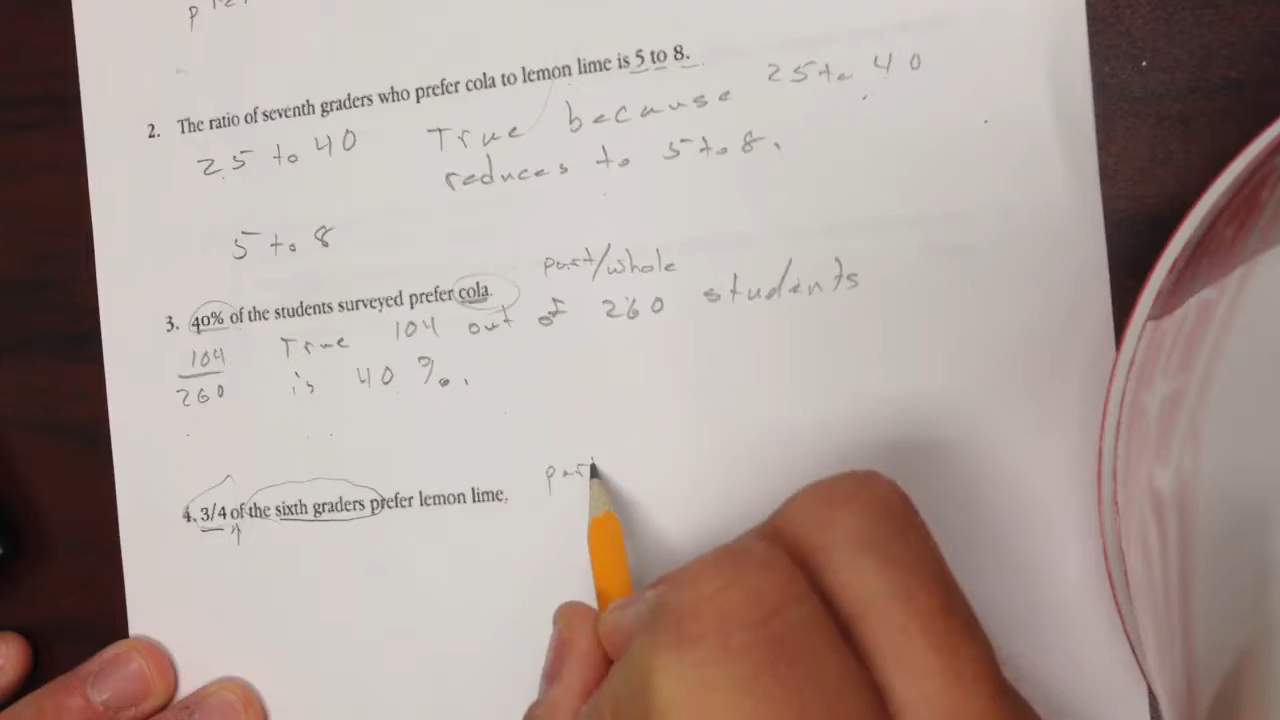 2. The ratio of seventh graders who prefer cola to lemon lime is 5 to 8.
25 to 40 True because 25 to 40
reduces to 5 to 8.
5 to 8
part/whole
3. 40% of the students surveyed prefer cola.
104 True 104 out of 260 students
260 is 40%.
4. 3/4 of the sixth graders prefer lemon lime.
part